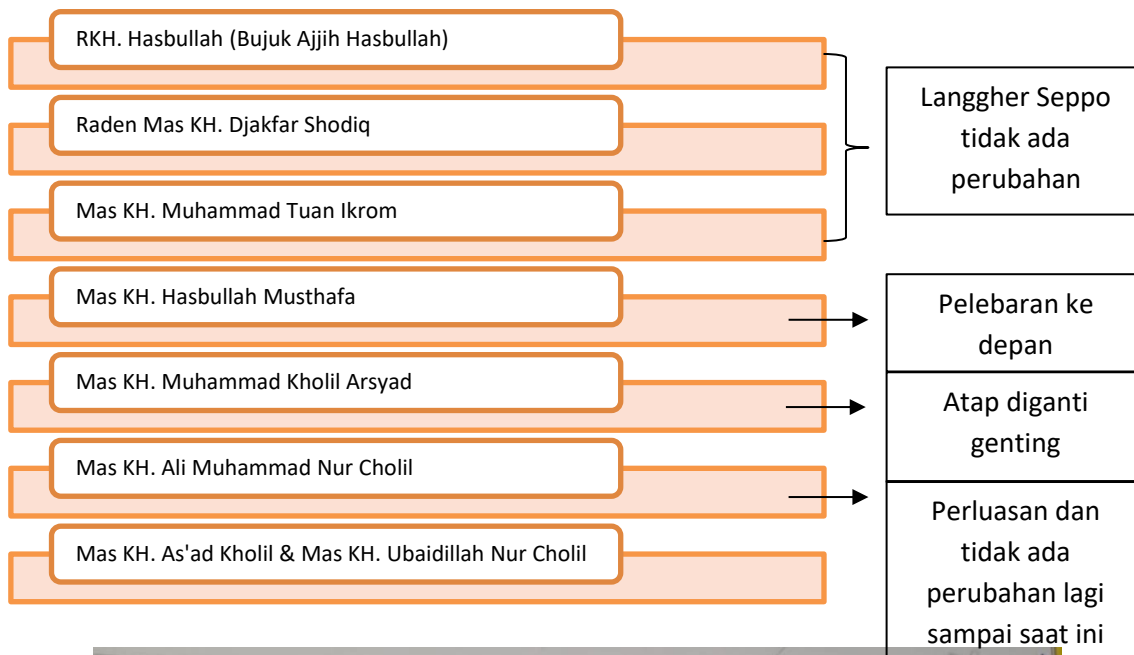 RKH. Hasbullah (Bujuk Ajjih Hasbullah)
Raden Mas KH. Djakfar Shodiq
Mas KH. Muhammad Tuan Ikrom
Mas KH. Hasbullah Musthafa
Mas KH. Muhammad Kholil Arsyad
Mas KH. Ali Muhammad Nur Cholil
Mas KH. As'ad Kholil & Mas KH. Ubaidillah Nur Cholil
Langgher Seppo
tidak ada
perubahan
Pelebaran ke
depan
Atap diganti
genting
Perluasan dan
tidak ada
perubahan lagi
sampai saat ini